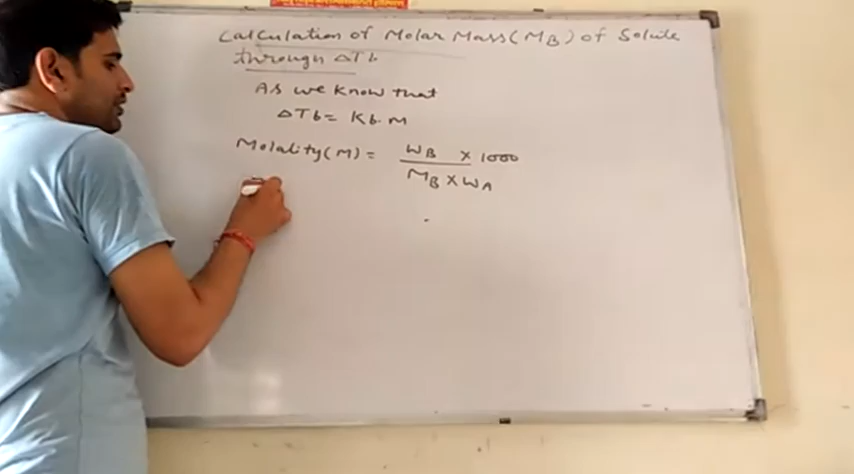 Calculation of Molar Mass (MB) of Solute
through ΔTb
As we know that
ΔTb = Kb.M
Molality(M) = WB × 1000
MB × WA